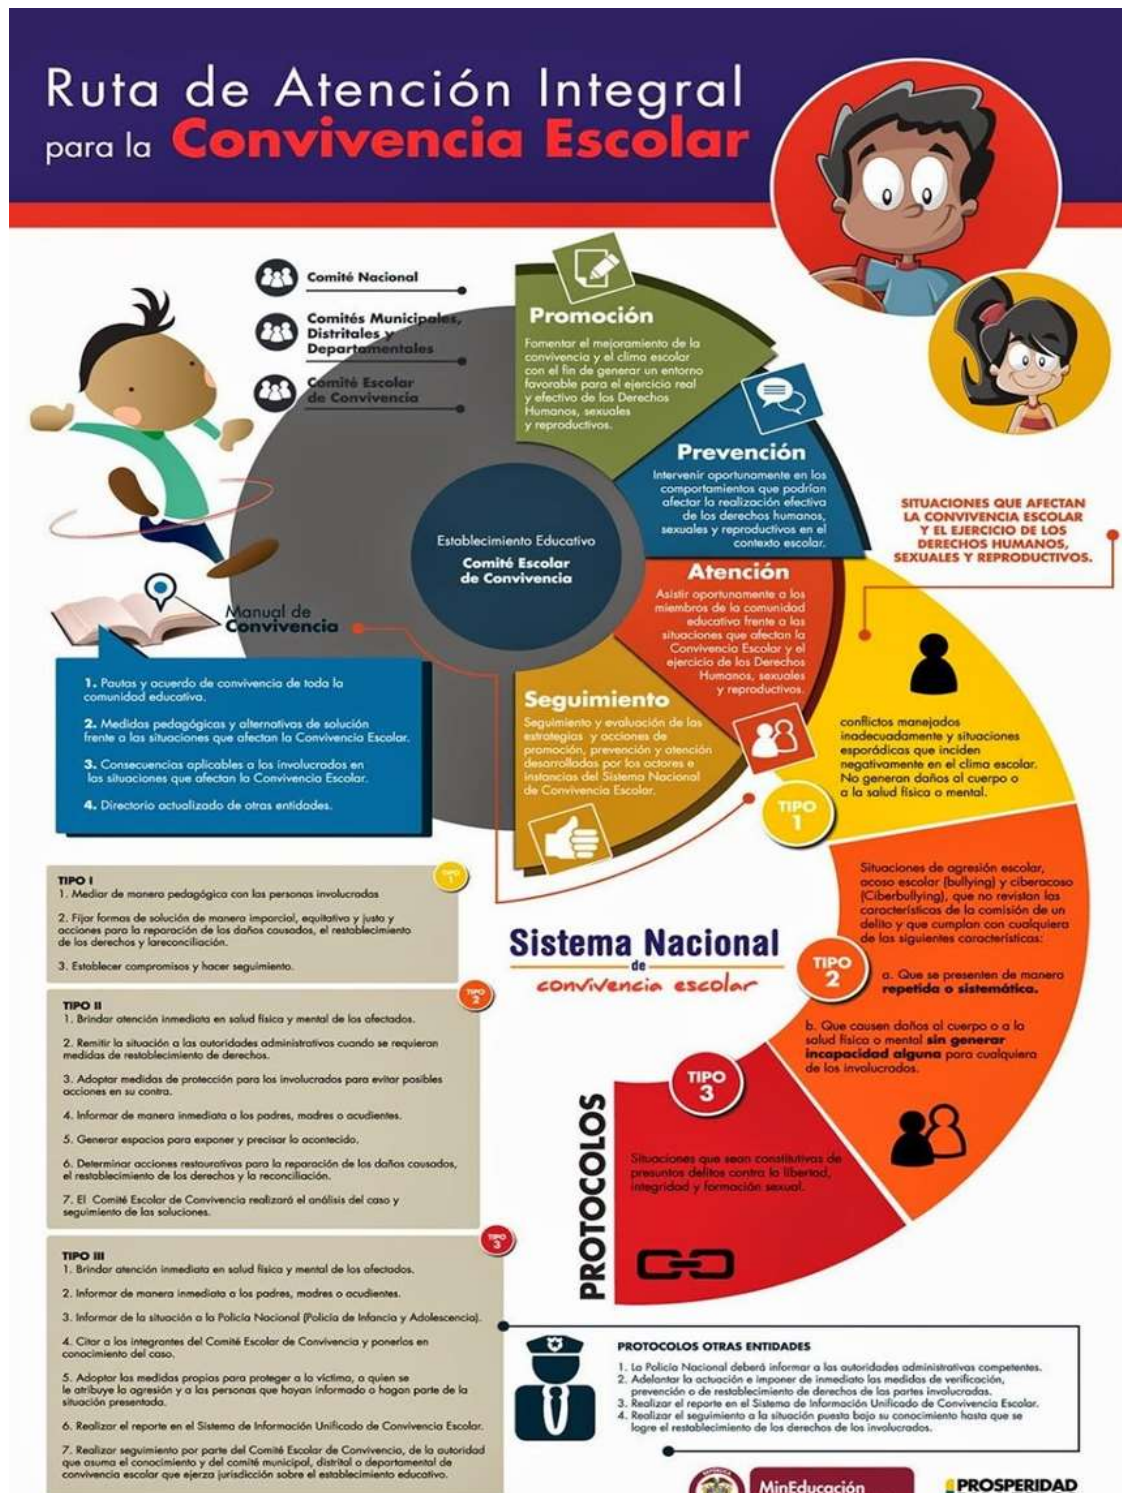 Ruta de Atención Integral
para la Convivencia Escolar
Comité Nacional
Comités Municipales,
Distritales y
Departamentales
Comité Escolar
de Convivencia
Promoción
Fomentar el mejoramiento de la
convivencia y el clima escolar
con el fin de generar un entorno
favorable para el ejercicio real
y efectivo de los Derechos
Humanos, sexuales
y reproductivos.
Prevención
Intervenir oportunamente en los
comportamientos que podrían
afectar la realización efectiva
de los derechos humanos,
sexuales y reproductivos en el
contexto escolar.
Establecimiento Educativo
Comité Escolar
de Convivencia
Atención
Asistir oportunamente a los
miembros de la comunidad
educativa frente a las
situaciones que afectan la
Convivencia Escolar y el
ejercicio de los Derechos
Humanos, sexuales
y reproductivos.
Seguimiento
Seguimiento y evaluación de las
estrategias y acciones de
promoción, prevención y atención
desarrolladas por los actores e
instancias del Sistema Nacional
de Convivencia Escolar.
SITUACIONES QUE AFECTAN
LA CONVIVENCIA ESCOLAR
Y EL EJERCICIO DE LOS
DERECHOS HUMANOS,
SEXUALES Y REPRODUCTIVOS.
Manual de
Convivencia
1. Pautas y acuerdo de convivencia de toda la
comunidad educativa.
2. Medidas pedagógicas y alternativas de solución
frente a las situaciones que afectan la Convivencia Escolar.
3. Consecuencias aplicables a los involucrados en
las situaciones que afectan la Convivencia Escolar.
4. Directorio actualizado de otras entidades.
conflictos manejados
inadecuadamente y situaciones
esporádicas que inciden
negativamente en el clima escolar.
No generan daños al cuerpo o
a la salud física o mental.
TIPO
1
Situaciones de agresión escolar,
acoso escolar (bullying) y ciberacoso
(Ciberbullying), que no revistan las
características de la comisión de un
delito y que cumplan con cualquiera
de las siguientes características:
TIPO
2
a. Que se presenten de manera
repetida o sistemática.
b. Que causen daños al cuerpo o a la
salud física o mental sin generar
incapacidad alguna para cualquiera
de los involucrados.
Sistema Nacional
de
convivencia escolar
TIPO
3
PROTOCOLOS
Situaciones que sean constitutivas de
presuntos delitos contra la libertad,
integridad y formación sexual.
TIPO
1
TIPO I
1. Mediar de manera pedagógica con las personas involucradas
2. Fijar formas de solución de manera imparcial, equitativa y justa y
acciones para la reparación de los daños causados, el restablecimiento
de los derechos y lareconciliación.
3. Establecer compromisos y hacer seguimiento.
TIPO
2
TIPO II
1. Brindar atención inmediata en salud física y mental de los afectados.
2. Remitir la situación a las autoridades administrativas cuando se requieran
medidas de restablecimiento de derechos.
3. Adoptar medidas de protección para los involucrados para evitar posibles
acciones en su contra.
4. Informar de manera inmediata a los padres, madres o acudientes.
5. Generar espacios para exponer y precisar lo acontecido.
6. Determinar acciones restaurativas para la reparación de los daños causados,
el restablecimiento de los derechos y la reconciliación.
7. El Comité Escolar de Convivencia realizará el análisis del caso y
seguimiento de las soluciones.
TIPO
3
TIPO III
1. Brindar atención inmediata en salud física y mental de los afectados.
2. Informar de manera inmediata a los padres, madres o acudientes.
3. Informar de la situación a la Policía Nacional (Policía de Infancia y Adolescencia).
4. Citar a los integrantes del Comité Escolar de Convivencia y ponerlos en
conocimiento del caso.
5. Adoptar las medidas propias para proteger a la víctima, a quien se
le atribuye la agresión y a las personas que hayan informado o hagan parte de la
situación presentada.
6. Realizar el reporte en el Sistema de Información Unificado de Convivencia Escolar.
7. Realizar seguimiento por parte del Comité Escolar de Convivencia, de la autoridad
que asuma el conocimiento y del comité municipal, distrital o departamental de
convivencia escolar que ejerza jurisdicción sobre el establecimiento educativo.
PROTOCOLOS OTRAS ENTIDADES
1. La Policía Nacional deberá informar a las autoridades administrativas competentes.
2. Adelantar la actuación e imponer de inmediato las medidas de verificación,
prevención o de restablecimiento de derechos de las partes involucradas.
3. Realizar el reporte en el Sistema de Información Unificado de Convivencia Escolar.
4. Realizar el seguimiento a la situación puesta bajo su conocimiento hasta que se
logre el restablecimiento de los derechos de los involucrados.
MinEducación
PROSPERIDAD